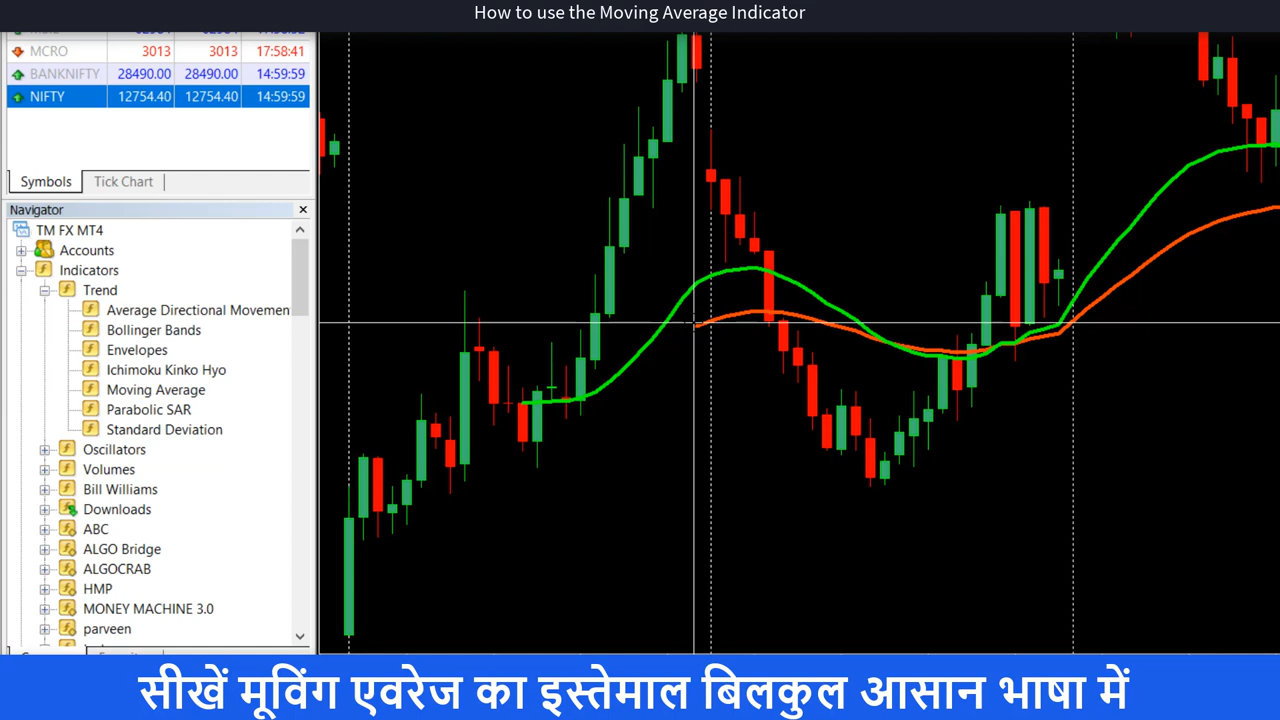 How to use the Moving Average Indicator
MCRO 3013 3013 17:58:41
BANKNIFTY 28490.00 28490.00 14:59:59
NIFTY 12754.40 12754.40 14:59:59
Symbols Tick Chart
Navigator
TM FX MT4
Accounts
Indicators
Trend
Average Directional Movemen
Bollinger Bands
Envelopes
Ichimoku Kinko Hyo
Moving Average
Parabolic SAR
Standard Deviation
Oscillators
Volumes
Bill Williams
Downloads
ABC
ALGO Bridge
ALGOCRAB
HMP
MONEY MACHINE 3.0
parveen
सीखें मूविंग एवरेज का इस्तेमाल बिलकुल आसान भाषा में